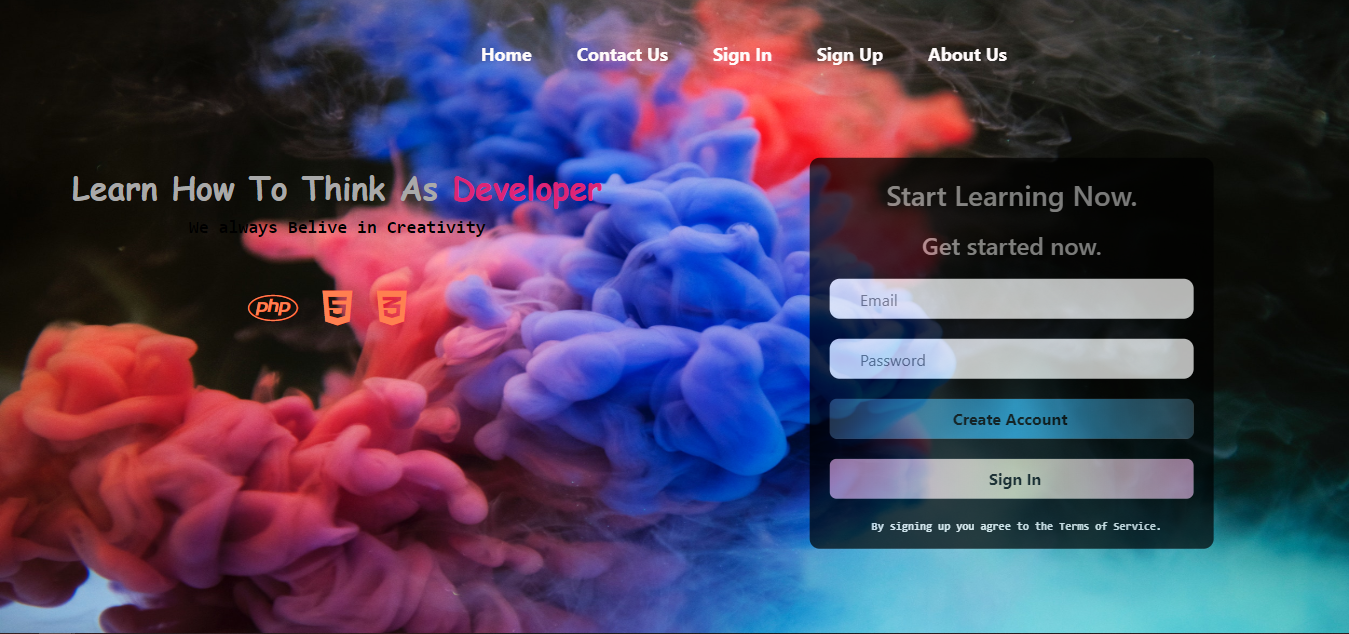 Home Contact Us Sign In Sign Up About Us
Learn How To Think As Developer
We always Belive in Creativity
php 5 3
Start Learning Now.
Get started now.
Email
Password
Create Account
Sign In
By signing up you agree to the Terms of Service.